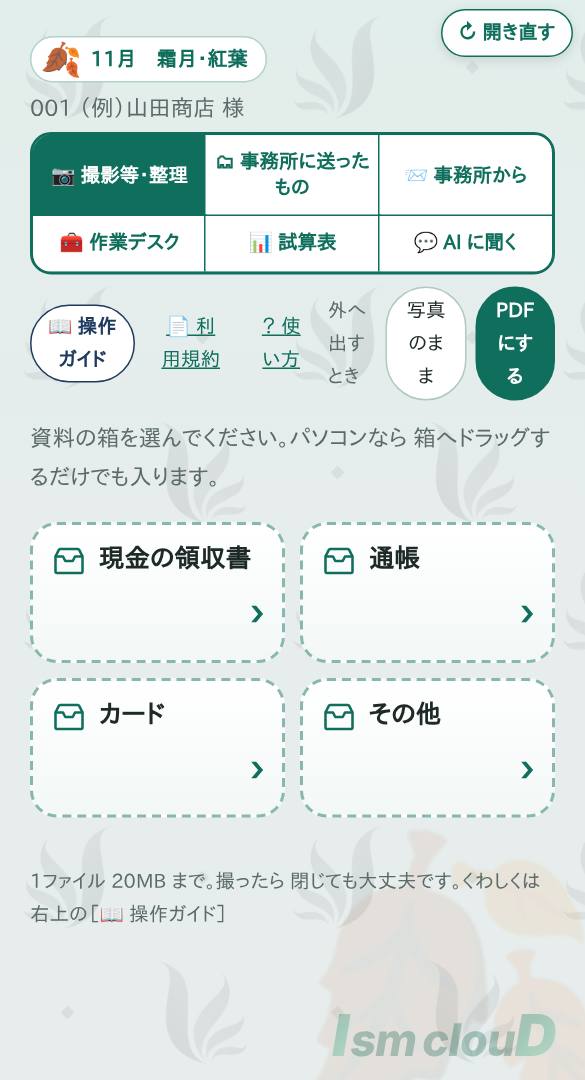 開き直す
11月　霜月・紅葉
001 (例)山田商店 様
撮影等・整理
事務所に送った
もの
事務所から
作業デスク
試算表
AI に聞く
操作
ガイド
利
用規約
? 使
い方
外へ
出す
とき
写真
のま
ま
PDF
にす
る
資料の箱を選んでください。パソコンなら 箱へドラッグす
るだけでも入ります。
現金の領収書
通帳
カード
その他
1ファイル 20MB まで。撮ったら 閉じても大丈夫です。くわしくは
右上の[📖 操作ガイド]
Ism clouD